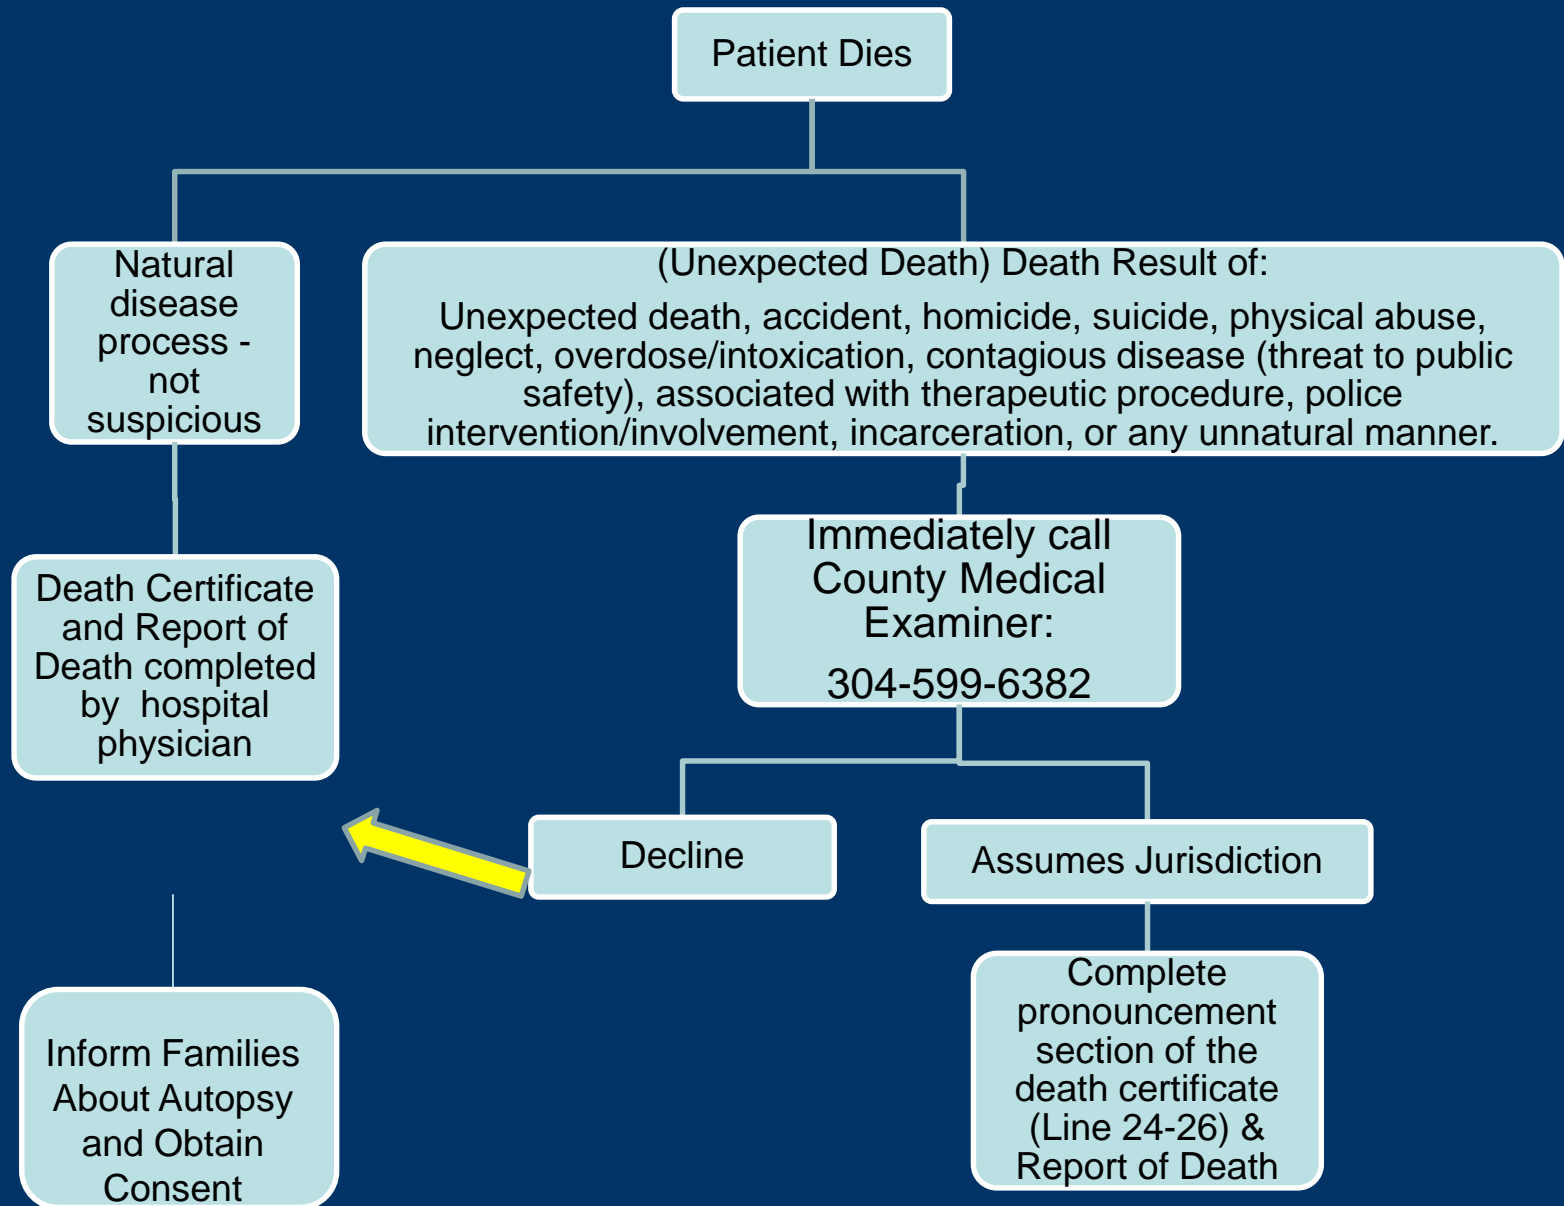 Patient Dies
Natural
disease
process -
not
suspicious
(Unexpected Death) Death Result of:
Unexpected death, accident, homicide, suicide, physical abuse,
neglect, overdose/intoxication, contagious disease (threat to public
safety), associated with therapeutic procedure, police
intervention/involvement, incarceration, or any unnatural manner.
Immediately call
County Medical
Examiner:
304-599-6382
Death Certificate
and Report of
Death completed
by hospital
physician
Decline
Assumes Jurisdiction
Complete
pronouncement
section of the
death certificate
(Line 24-26) &
Report of Death
Inform Families
About Autopsy
and Obtain
Consent